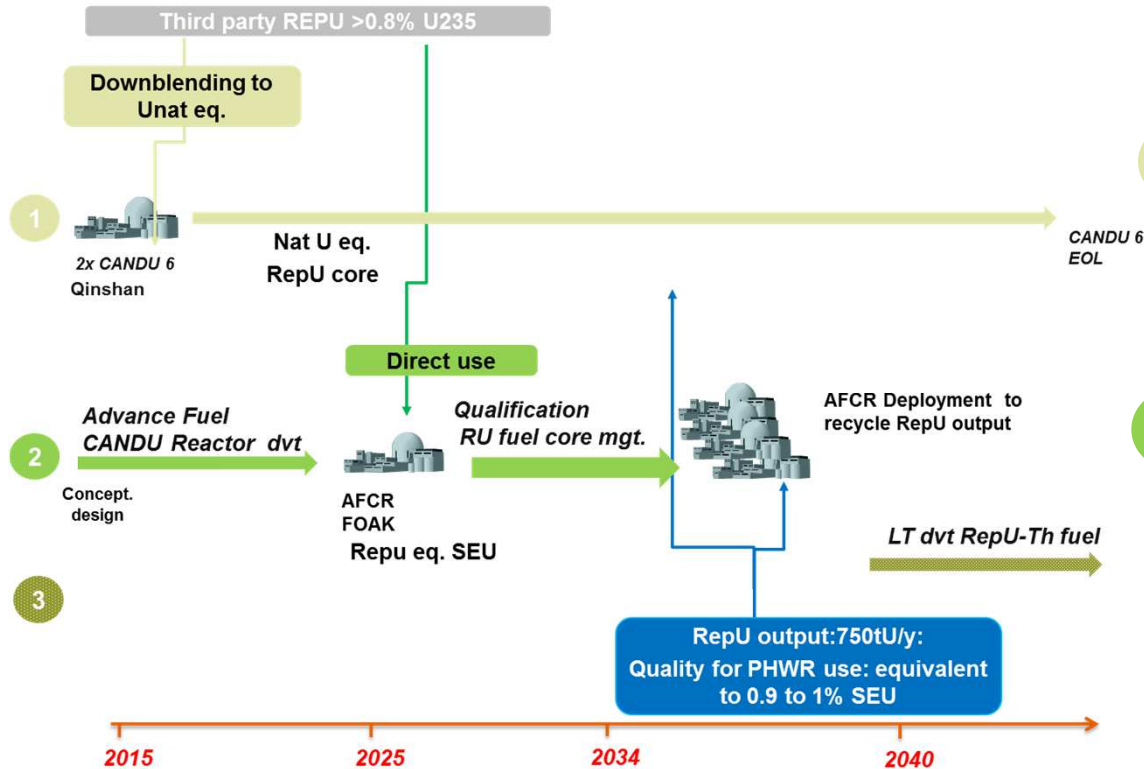 Third party REPU >0.8% U235
Downblending to
Unat eq.
1
2x CANDU 6
Qinshan
Nat U eq.
RepU core
CANDU 6
EOL
Direct use
2
Advance Fuel
CANDU Reactor dvt
Concept.
design
AFCR
FOAK
Repu eq. SEU
Qualification
RU fuel core mgt.
AFCR Deployment to
recycle RepU output
LT dvt RepU-Th fuel
3
RepU output:750tU/y:
Quality for PHWR use: equivalent
to 0.9 to 1% SEU
2015
2025
2034
2040